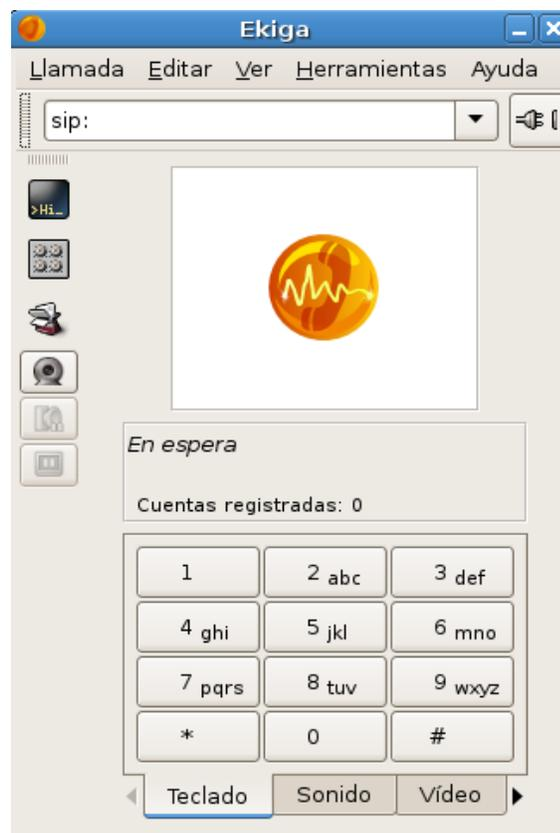 Ekiga
Llamada Editar Ver Herramientas Ayuda
sip:
>Hi_
En espera
Cuentas registradas: 0
1 2 abc 3 def
4 ghi 5 jkl 6 mno
7 pqrs 8 tuv 9 wxyz
* 0 #
Teclado Sonido Vídeo